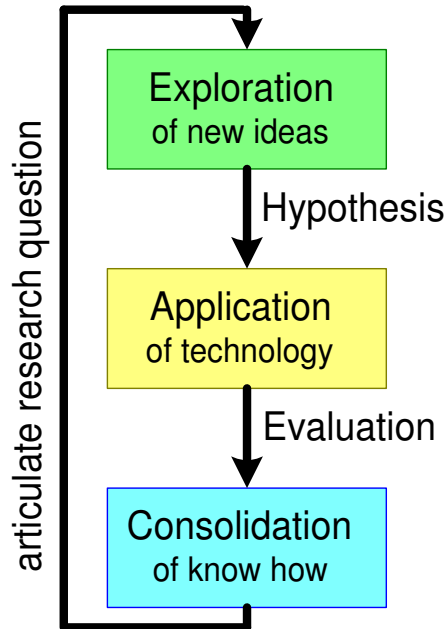 Exploration
of new ideas
Hypothesis
Application
of technology
Evaluation
Consolidation
of know how
articulate research question